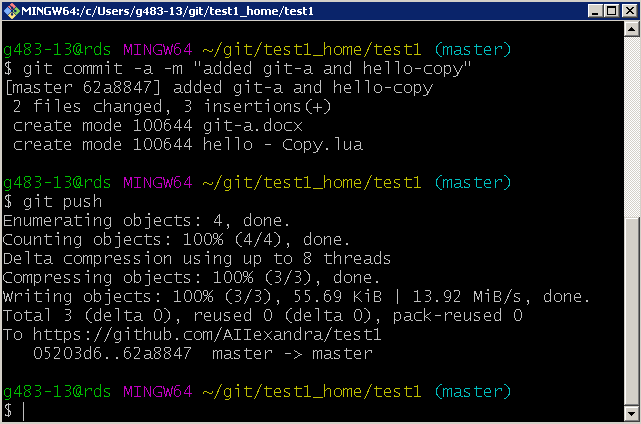 MINGW64:/c/Users/g483-13/git/test1_home/test1
g483-13@rds MINGW64 ~/git/test1_home/test1 (master)
$ git commit -a -m "added git-a and hello-copy"
[master 62a8847] added git-a and hello-copy
 2 files changed, 3 insertions(+)
 create mode 100644 git-a.docx
 create mode 100644 hello - Copy.lua
g483-13@rds MINGW64 ~/git/test1_home/test1 (master)
$ git push
Enumerating objects: 4, done.
Counting objects: 100% (4/4), done.
Delta compression using up to 8 threads
Compressing objects: 100% (3/3), done.
Writing objects: 100% (3/3), 55.69 KiB | 13.92 MiB/s, done.
Total 3 (delta 0), reused 0 (delta 0), pack-reused 0
To https://github.com/AIIexandra/test1
   05203d6..62a8847  master -> master
g483-13@rds MINGW64 ~/git/test1_home/test1 (master)
$